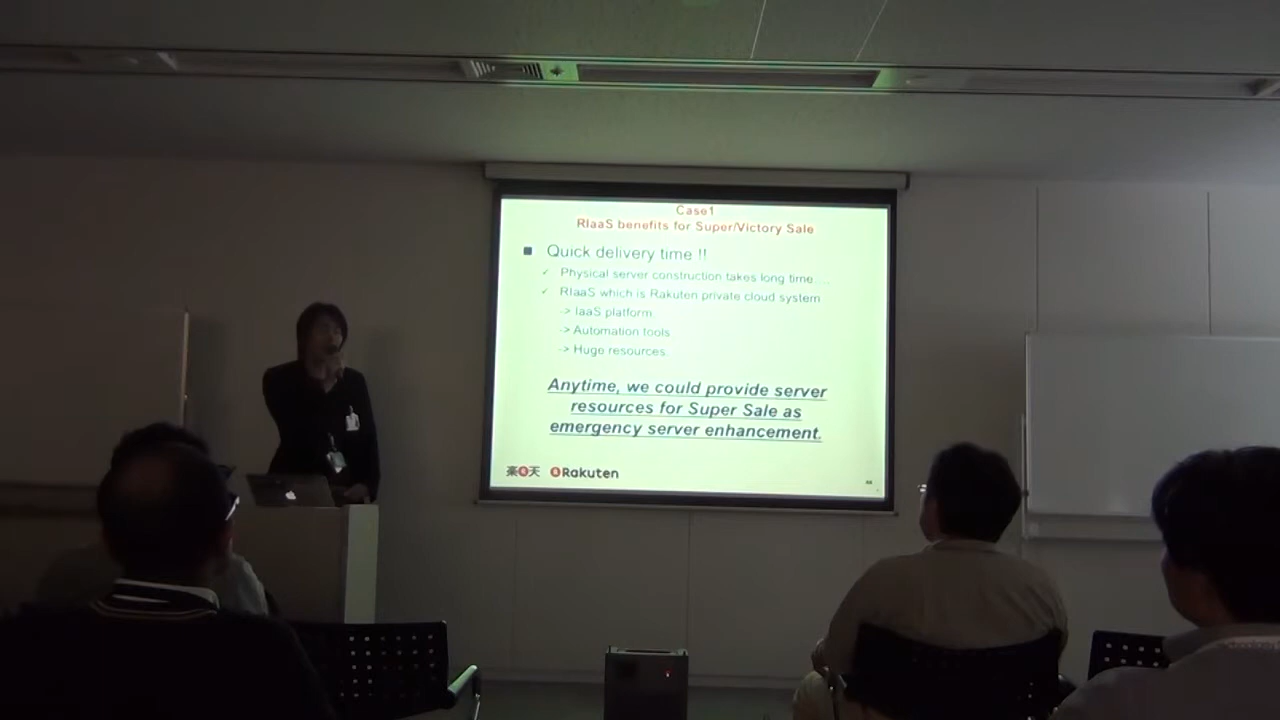 Case1
RIaaS benefits for Super/Victory Sale
Quick delivery time !!
Physical server construction takes long time....
RIaaS which is Rakuten private cloud system
-> IaaS platform
-> Automation tools
-> Huge resources.
Anytime, we could provide server
resources for Super Sale as
emergency server enhancement.
楽天 Rakuten